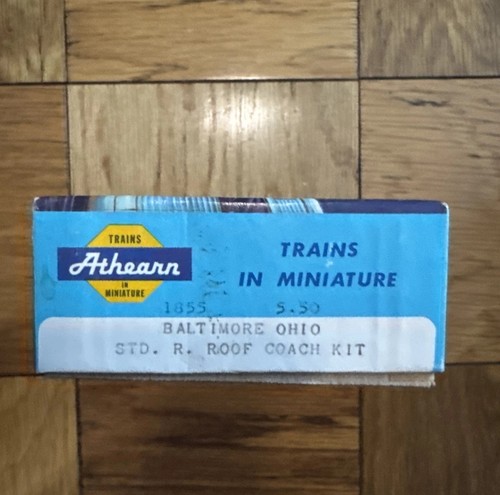 TRAINS
Athearn
IN
MINIATURE
TRAINS
IN MINIATURE
1855 5.50
BALTIMORE OHIO
STD. R. ROOF COACH KIT